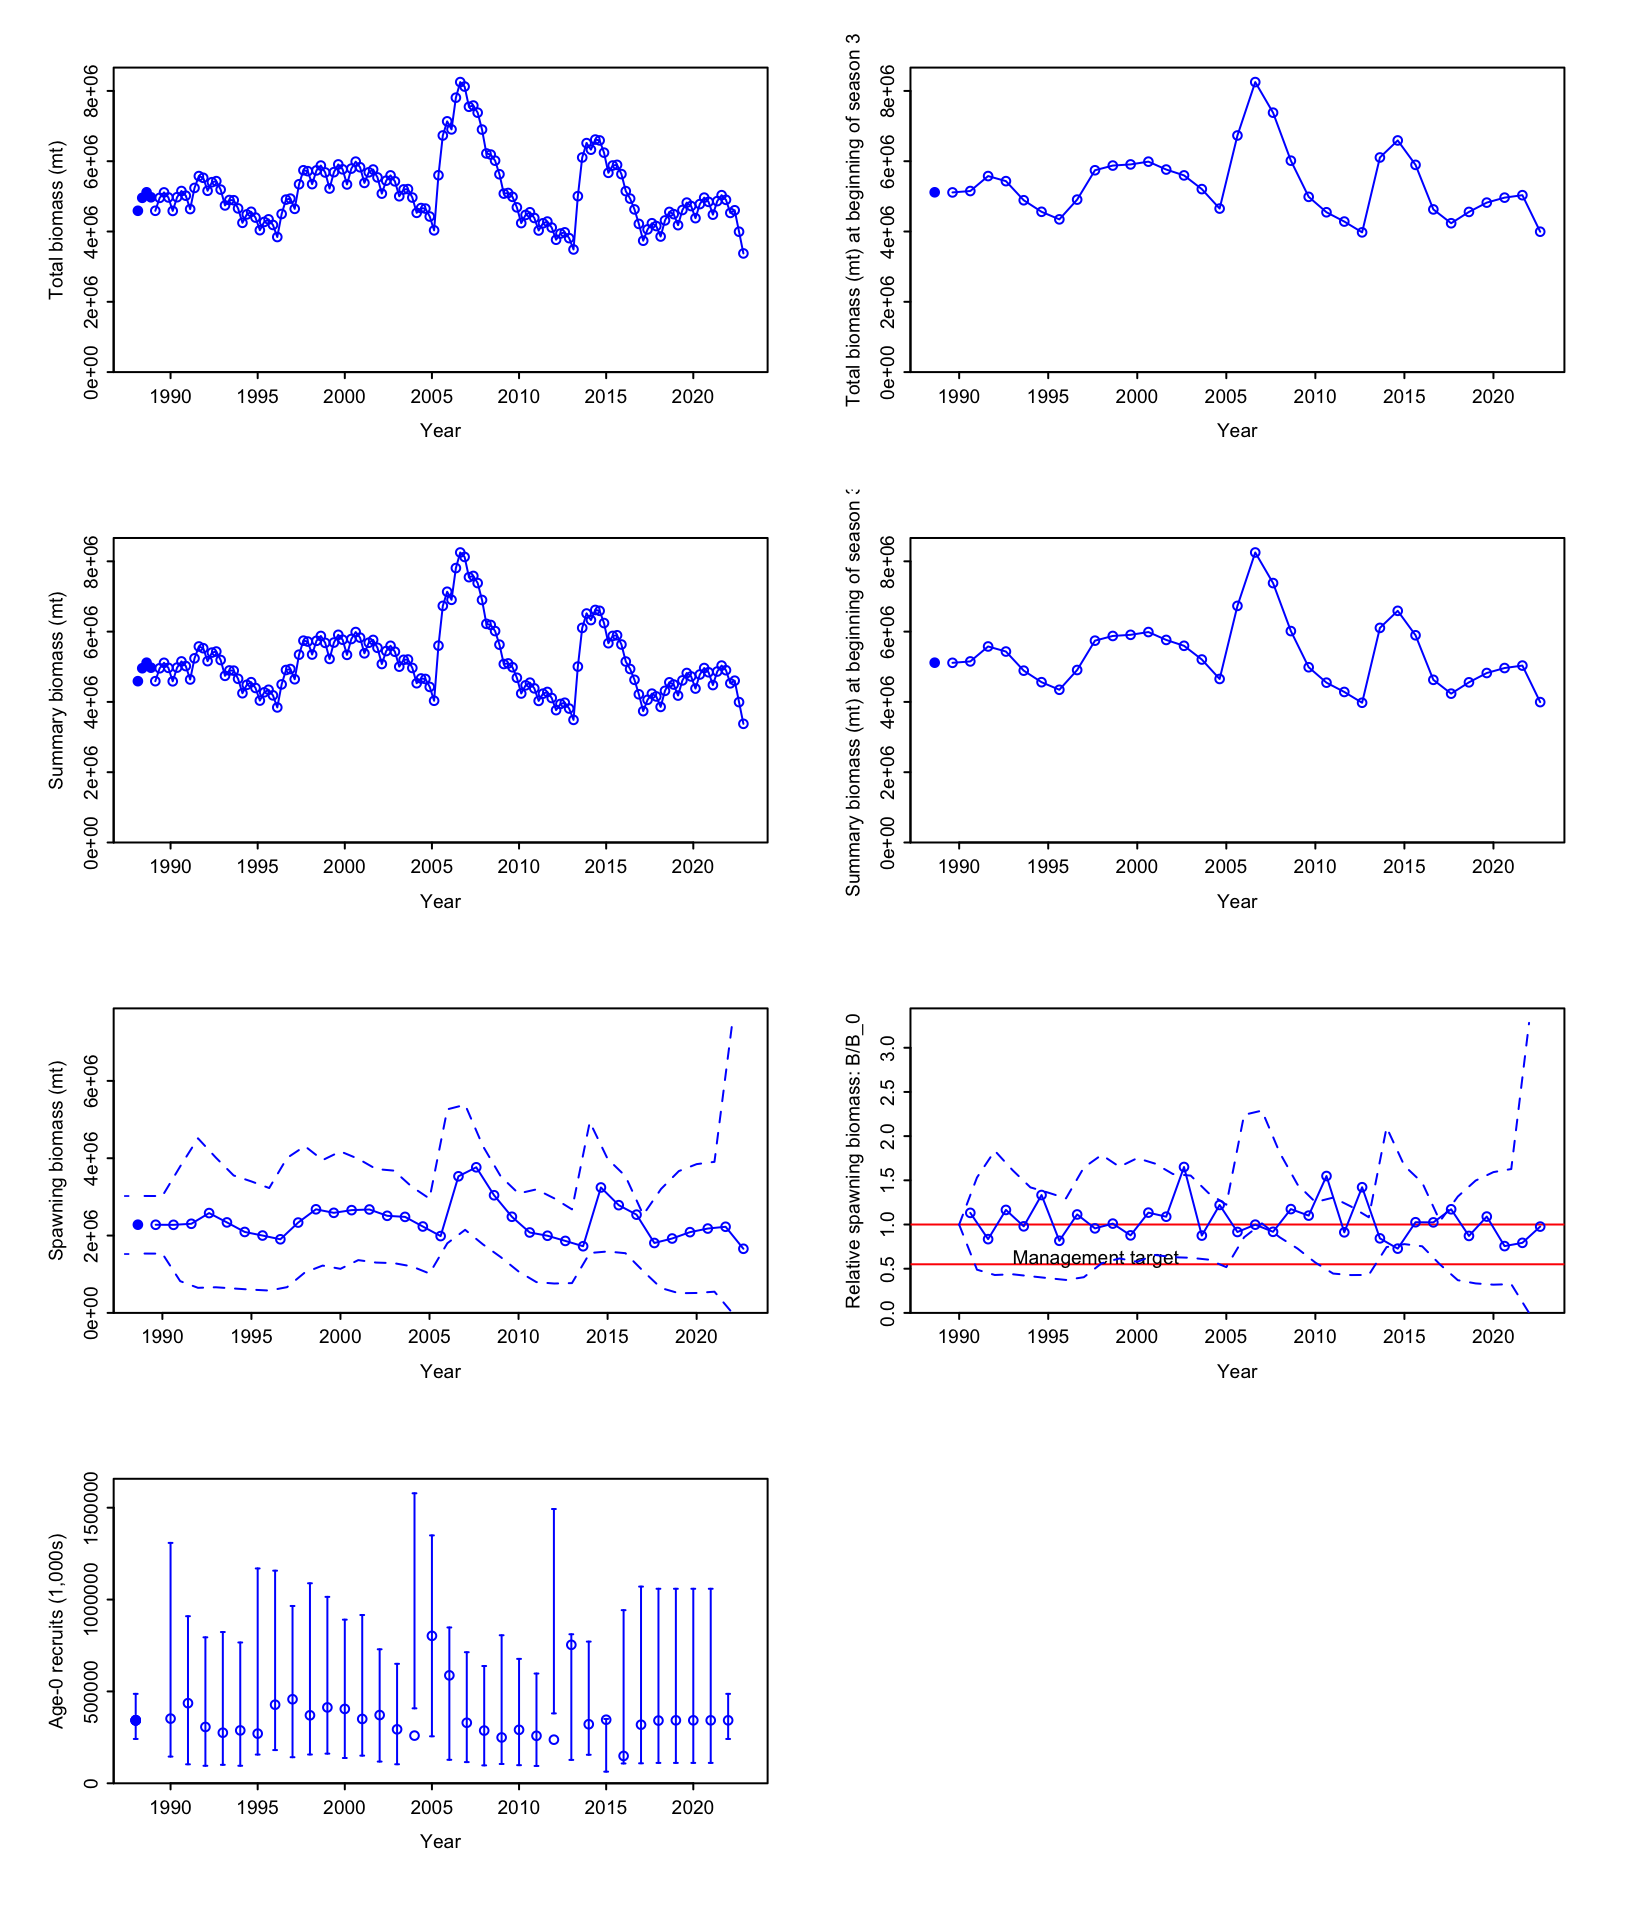 Total biomass (mt)
0e+00 2e+06 4e+06 6e+06 8e+06
1990 1995 2000 2005 2010 2015 2020
Year
Total biomass (mt) at beginning of season 3
0e+00 2e+06 4e+06 6e+06 8e+06
1990 1995 2000 2005 2010 2015 2020
Year
Summary biomass (mt)
0e+00 2e+06 4e+06 6e+06 8e+06
1990 1995 2000 2005 2010 2015 2020
Year
Summary biomass (mt) at beginning of season
0e+00 2e+06 4e+06 6e+06 8e+06
1990 1995 2000 2005 2010 2015 2020
Year
Spawning biomass (mt)
0e+00 2e+06 4e+06 6e+06
1990 1995 2000 2005 2010 2015 2020
Year
Relative spawning biomass: B/B_0
0.0 0.5 1.0 1.5 2.0 2.5 3.0
Management target
1990 1995 2000 2005 2010 2015 2020
Year
Age-0 recruits (1,000s)
0 500000 1000000 1500000
1990 1995 2000 2005 2010 2015 2020
Year